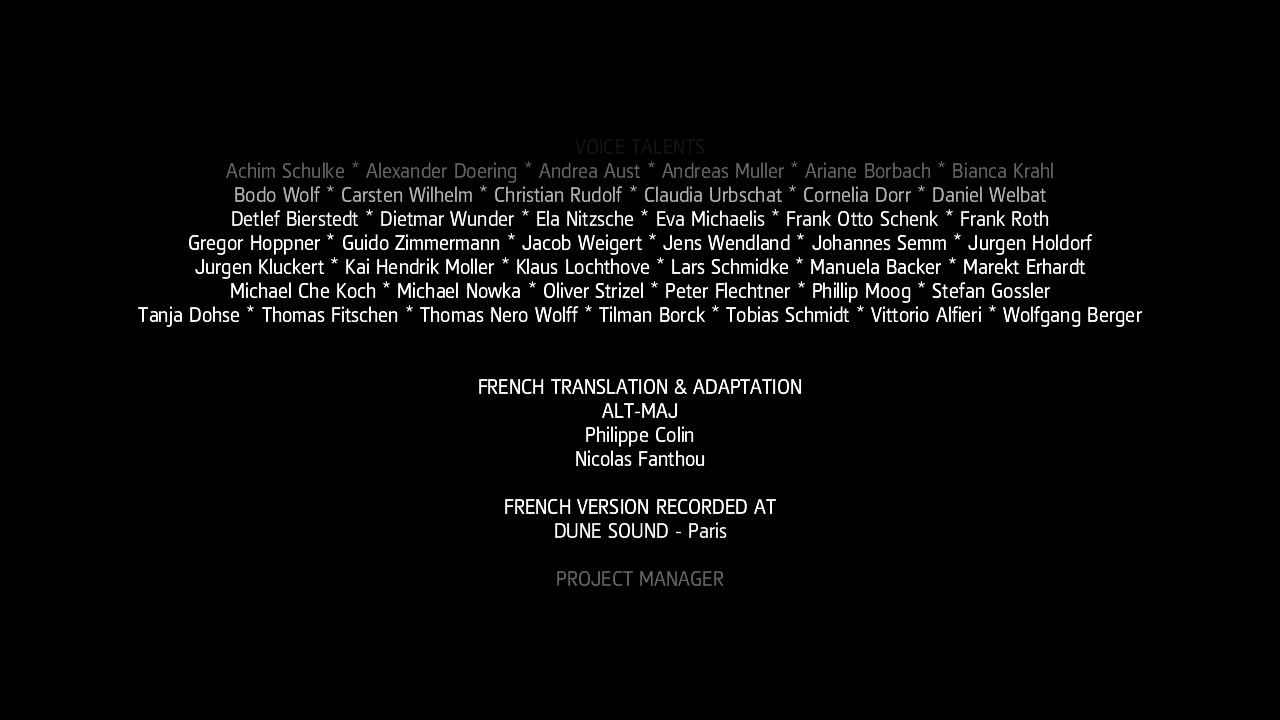 VOICE TALENTS
Achim Schulke * Alexander Doering * Andrea Aust * Andreas Muller * Ariane Borbach * Bianca Krahl
Bodo Wolf * Carsten Wilhelm * Christian Rudolf * Claudia Urbschat * Cornelia Dorr * Daniel Welbat
Detlef Bierstedt * Dietmar Wunder * Ela Nitzsche * Eva Michaelis * Frank Otto Schenk * Frank Roth
Gregor Hoppner * Guido Zimmermann * Jacob Weigert * Jens Wendland * Johannes Semm * Jurgen Holdorf
Jurgen Kluckert * Kai Hendrik Moller * Klaus Lochthove * Lars Schmidke * Manuela Backer * Marekt Erhardt
Michael Che Koch * Michael Nowka * Oliver Strizel * Peter Flechtner * Phillip Moog * Stefan Gossler
Tanja Dohse * Thomas Fitschen * Thomas Nero Wolff * Tilman Borck * Tobias Schmidt * Vittorio Alfieri * Wolfgang Berger
FRENCH TRANSLATION & ADAPTATION
ALT-MAJ
Philippe Colin
Nicolas Fanthou
FRENCH VERSION RECORDED AT
DUNE SOUND - Paris
PROJECT MANAGER